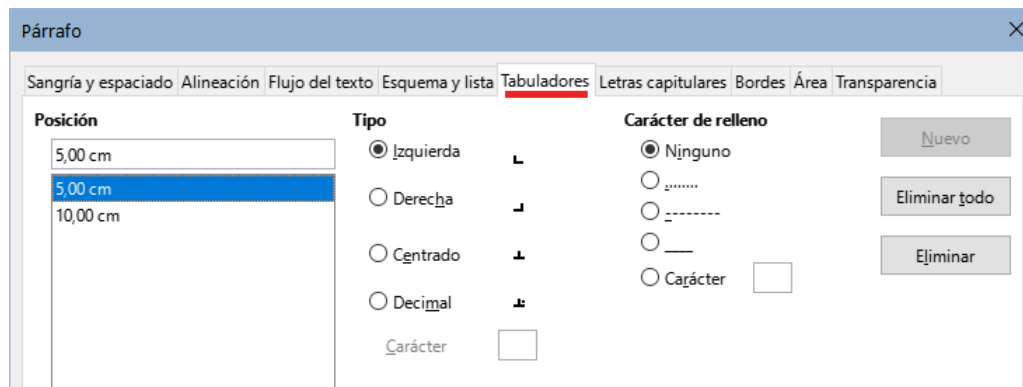 Párrafo
Sangría y espaciado Alineación Flujo del texto Esquema y lista Tabuladores Letras capitulares Bordes Área Transparencia
Posición
5,00 cm
5,00 cm
10,00 cm
Tipo
Izquierda
Derecha
Centrado
Decimal
Carácter
Carácter de relleno
Ninguno
........
--------
___
Carácter
Nuevo
Eliminar todo
Eliminar